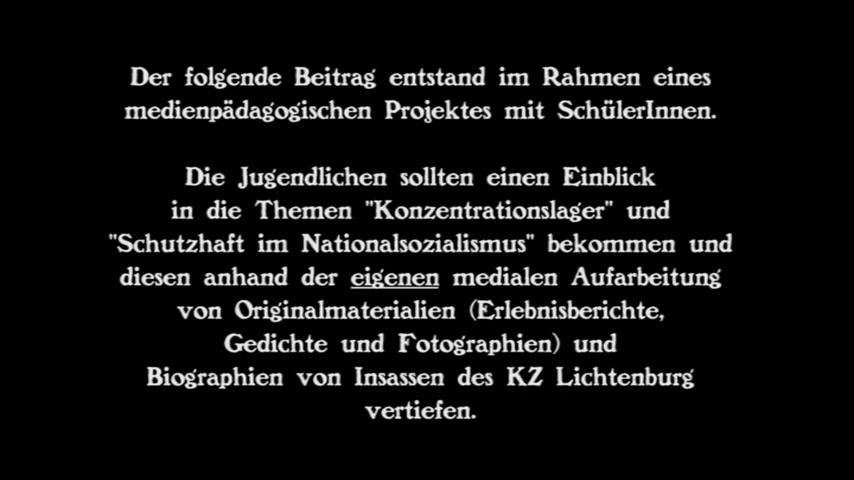 Der folgende Beitrag entstand im Rahmen eines
medienpädagogischen Projektes mit SchülerInnen.
Die Jugendlichen sollten einen Einblick
in die Themen "Konzentrationslager" und
"Schutzhaft im Nationalsozialismus" bekommen und
diesen anhand der eigenen medialen Aufarbeitung
von Originalmaterialien (Erlebnisberichte,
Gedichte und Fotographien) und
Biographien von Insassen des KZ Lichtenburg
vertiefen.